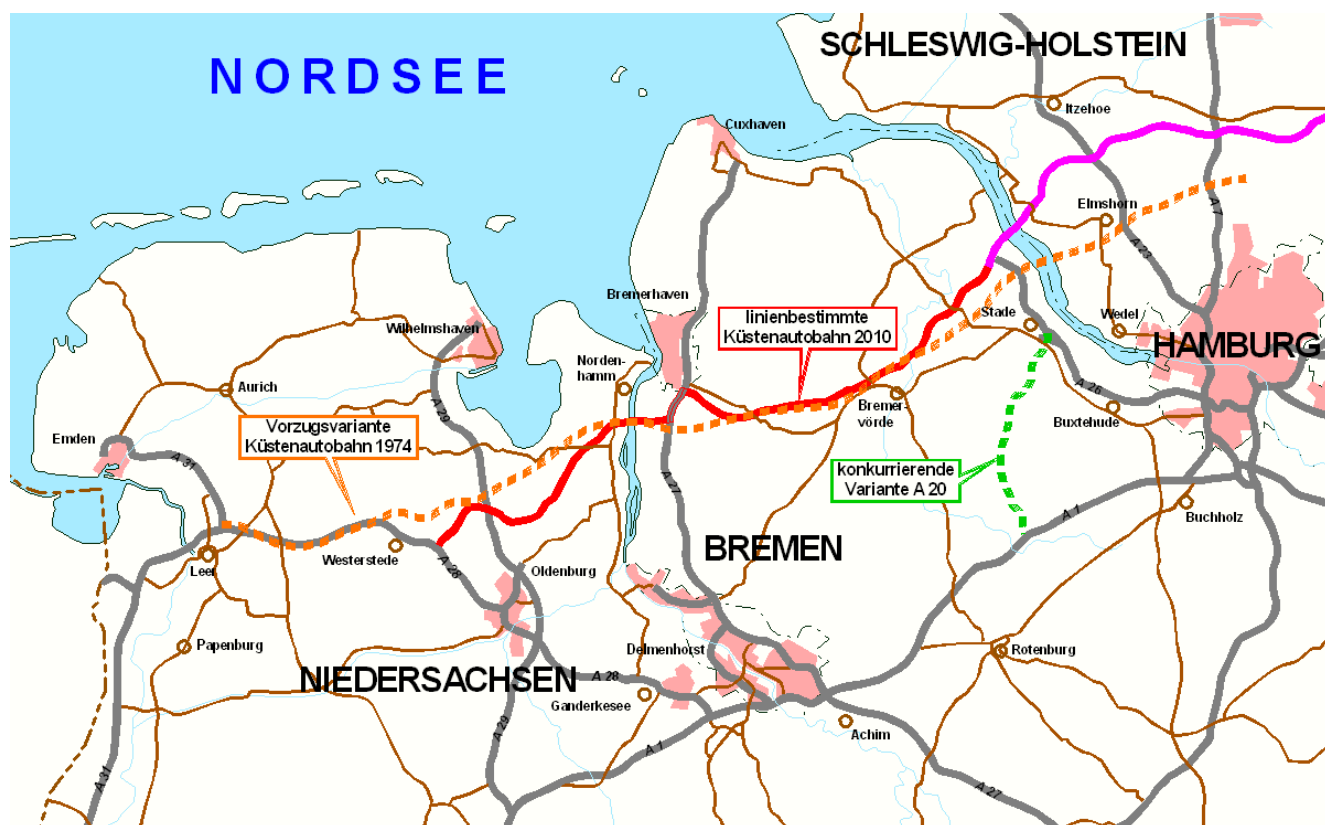 SCHLESWIG-HOLSTEIN
NORDSEE
Itzehoe
Cuxhaven
Elmshorn
A 7
A 23
Bremerhaven
linienbestimmte
Küstenautobahn 2010
Stade
Wedel
Wilhelmshaven
HAMBURG
Norden-
hamm
Aurich
A 29
A 26
Vorzugsvariante
Küstenautobahn 1974
Bremer-
vörde
Buxtehude
Emden
A 31
konkurrierende
Variante A 20
A 27
Buchholz
A 1
BREMEN
Westerstede
Leer
A 28
Oldenburg
Papenburg
Delmenhorst
Rotenburg
NIEDERSACHSEN
A 28
Ganderkesee
Achim
A 29
A 1
A 31
A 27